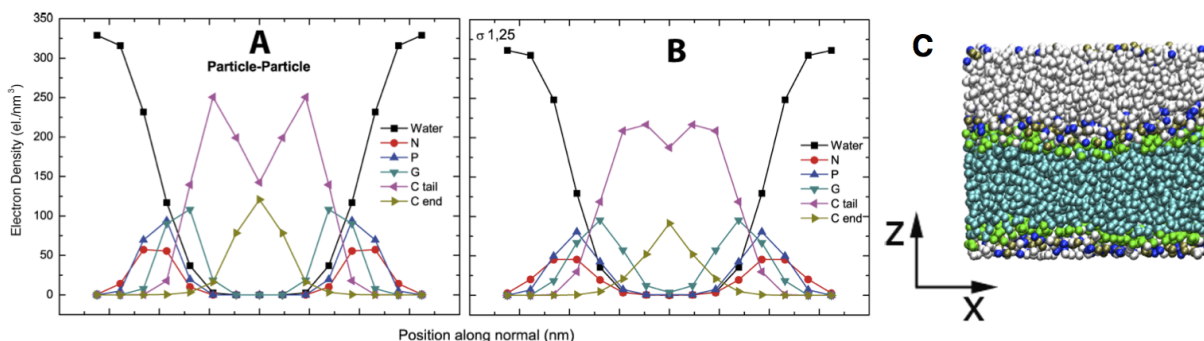 350
300
250
200
150
100
50
0
Electron Density (el./nm³)
A
Particle-Particle
Water
N
P
G
C tail
C end
σ 1,25
B
Water
N
P
G
C tail
C end
Position along normal (nm)
C
Z
X